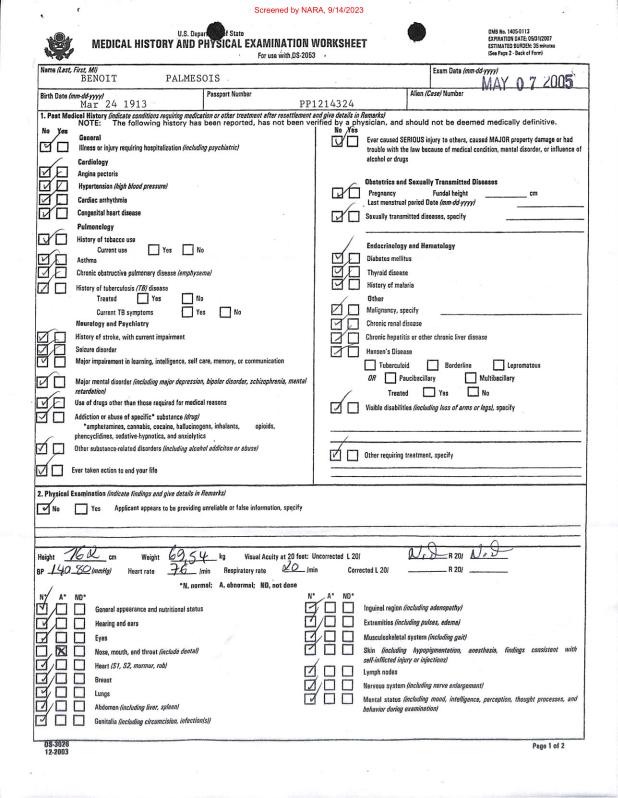 Screened by NARA, 9/14/2023
U.S. Department of State
MEDICAL HISTORY AND PHYSICAL EXAMINATION WORKSHEET
For use with DS-2053
OMB No. 1405-0113
EXPIRATION DATE: 05/31/2007
ESTIMATED BURDEN: 35 minutes
(See Page 2 - Back of Form)
Name (Last, First, MI)
BENOIT PALMESOIS
Exam Date (mm-dd-yyyy)
MAY 07 2005
Birth Date (mm-dd-yyyy)
Mar 24 1913
Passport Number
PP1214324
Alien (Case) Number
1. Past Medical History (indicate conditions requiring medication or other treatment after resettlement and give details in Remarks)
NOTE: The following history has been reported, has not been verified by a physician, and should not be deemed medically definitive.
No Yes
General
Illness or injury requiring hospitalization (including psychiatric)
Cardiology
Angina pectoris
Hypertension (high blood pressure)
Cardiac arrhythmia
Congenital heart disease
Pulmonology
History of tobacco use
Current use Yes No
Asthma
Chronic obstructive pulmonary disease (emphysema)
History of tuberculosis (TB) disease
Treated Yes No
Current TB symptoms Yes No
Neurology and Psychiatry
History of stroke, with current impairment
Seizure disorder
Major impairment in learning, intelligence, self care, memory, or communication
Major mental disorder (including major depression, bipolar disorder, schizophrenia, mental
retardation)
Use of drugs other than those required for medical reasons
Addiction or abuse of specific* substance (drug)
*amphetamines, cannabis, cocaine, hallucinogens, inhalants, opioids,
phencyclidines, sedative-hypnotics, and anxiolytics
Other substance-related disorders (including alcohol addiction or abuse)
Ever taken action to end your life
No Yes
Ever caused SERIOUS injury to others, caused MAJOR property damage or had
trouble with the law because of medical condition, mental disorder, or influence of
alcohol or drugs
Obstetrics and Sexually Transmitted Diseases
Pregnancy Fundal height cm
Last menstrual period Date (mm-dd-yyyy)
Sexually transmitted diseases, specify
Endocrinology and Hematology
Diabetes mellitus
Thyroid disease
History of malaria
Other
Malignancy, specify
Chronic renal disease
Chronic hepatitis or other chronic liver disease
Hansen's Disease
Tuberculoid Borderline Lepromatous
OR Paucibacillary Multibacillary
Treated Yes No
Visible disabilities (including loss of arms or legs), specify
Other requiring treatment, specify
2. Physical Examination (indicate findings and give details in Remarks)
No Yes Applicant appears to be providing unreliable or false information, specify
Height 162 cm Weight 69,54 kg Visual Acuity at 20 feet: Uncorrected L 20/ N.D R 20/ N.D
BP 140 80 (mmHg) Heart rate 76 /min Respiratory rate 20 /min Corrected L 20/ R 20/
*N, normal; A, abnormal; ND, not done
N* A* ND*
General appearance and nutritional status
Hearing and ears
Eyes
Nose, mouth, and throat (include dental)
Heart (S1, S2, murmur, rub)
Breast
Lungs
Abdomen (including liver, spleen)
Genitalia (including circumcision, infection(s))
N* A* ND*
Inguinal region (including adenopathy)
Extremities (including pulses, edema)
Musculoskeletal system (including gait)
Skin (including hypopigmentation, anesthesia, findings consistent with
self-inflicted injury or injections)
Lymph nodes
Nervous system (including nerve enlargement)
Mental status (including mood, intelligence, perception, thought processes, and
behavior during examination)
DS-3026
12-2003
Page 1 of 2